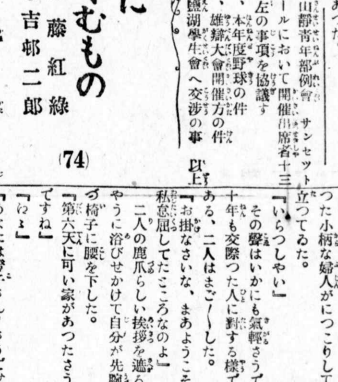 山靜青年部例會 サンセット
ールにおいて開催出席者十三
左の事項を協議す
、本年度野球の件
、雄辯大會開催方の件
鹽湖學生會へ交渉の事 以上
に
むもの
藤紅綠
吉邨二郎
(74)
つた小柄な婦人がにつこりして
立つてゐた。
『いらつしやい』
その聲はいかにも氣輕さうで
十年も交際つた人に對する樣で
ある、二人はまご〳〵した。
『お掛なさいな、まあようこそ
私怠屈してたところなのよ』
二人の鹿爪らしい挨拶を遮る
やうに浴びせかけて自分が先腕
椅子に腰を下した。
『第六天に可い家があつたさう
ですね』